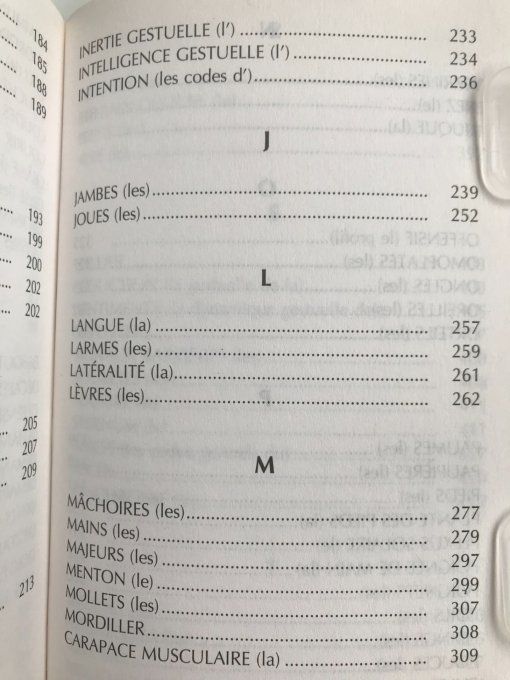 184
185
188
189
193
199
200
202
202
205
207
209
213
INERTIE GESTUELLE (l') 233
INTELLIGENCE GESTUELLE (l') 234
INTENTION (les codes d') 236
J
JAMBES (les) 239
JOUES (les) 252
L
LANGUE (la) 257
LARMES (les) 259
LATÉRALITÉ (la) 261
LÈVRES (les) 262
M
MÂCHOIRES (les) 277
MAINS (les) 279
MAJEURS (les) 297
MENTON (le) 299
MOLLETS (les) 307
MORDILLER 308
CARAPACE MUSCULAIRE (la) 309